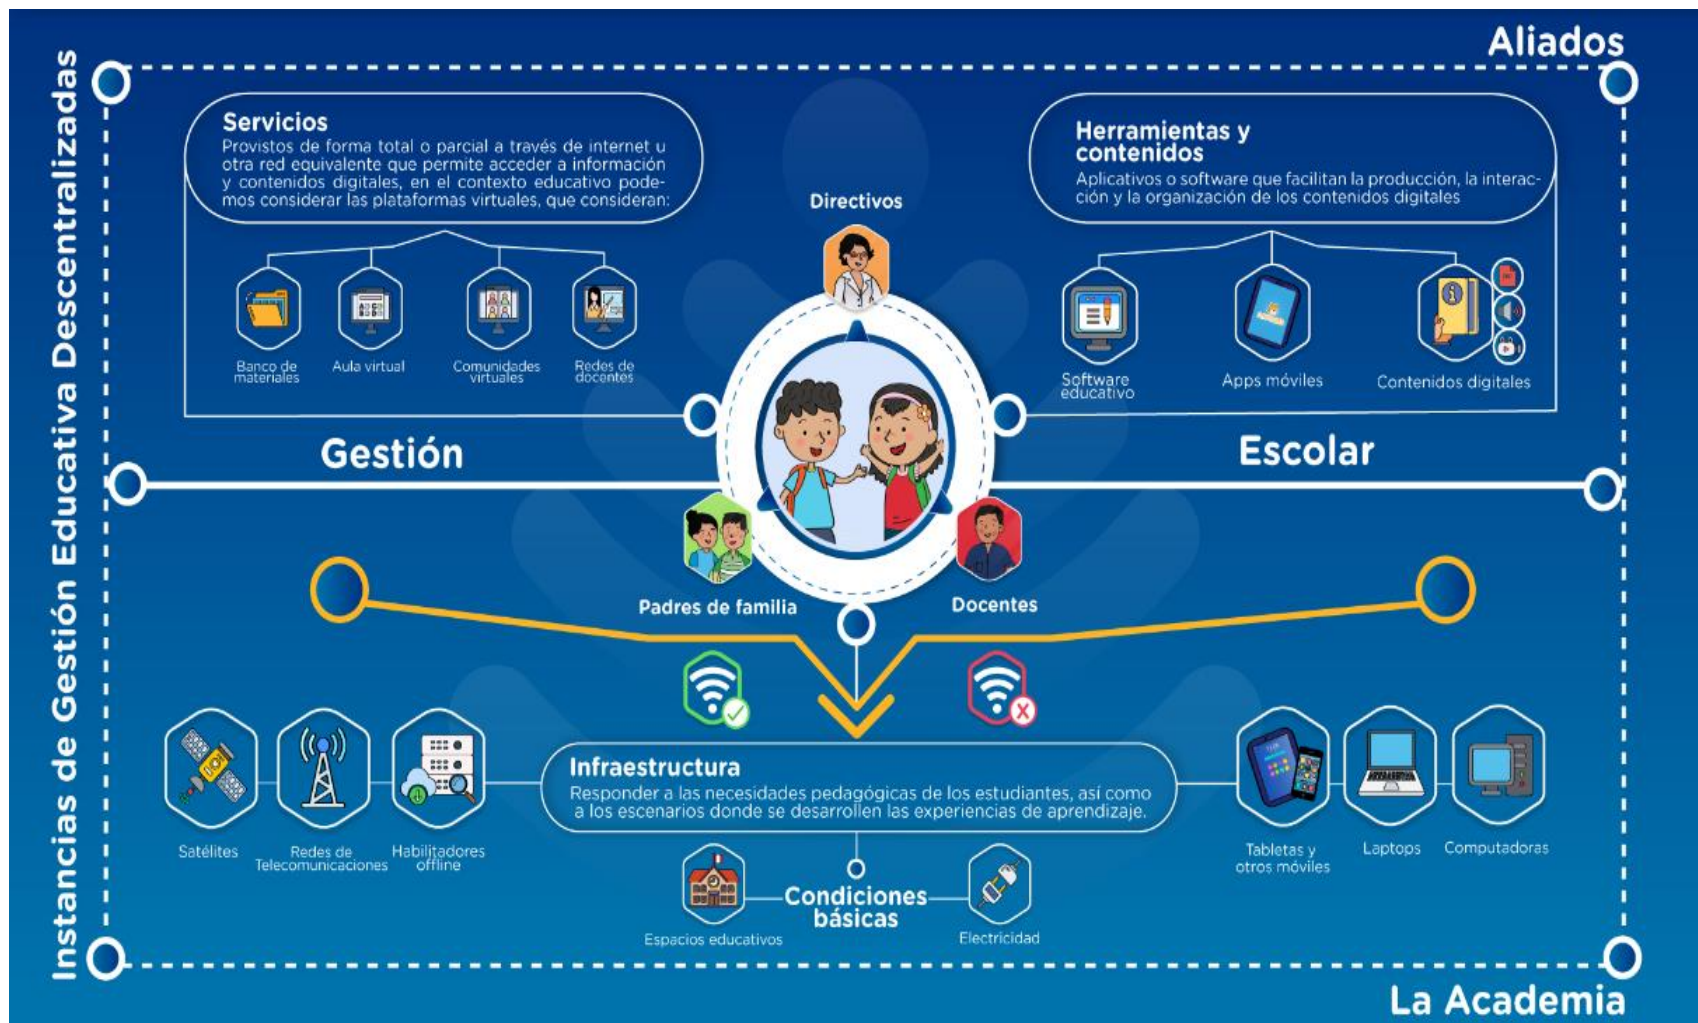 Aliados
Instancias de Gestión Educativa Descentralizadas
Servicios
Provistos de forma total o parcial a través de internet u
otra red equivalente que permite acceder a información
y contenidos digitales, en el contexto educativo pode-
mos considerar las plataformas virtuales, que consideran:
Banco de
materiales
Aula virtual
Comunidades
virtuales
Redes de
docentes
Directivos
Herramientas y
contenidos
Aplicativos o software que facilitan la producción, la interac-
ción y la organización de los contenidos digitales
Software
educativo
Apps móviles
Contenidos digitales
Gestión
Escolar
Padres de familia
Docentes
Infraestructura
Responder a las necesidades pedagógicas de los estudiantes, así como
a los escenarios donde se desarrollen las experiencias de aprendizaje.
Satélites
Redes de
Telecomunicaciones
Habilitadores
offline
Tabletas y
otros móviles
Laptops
Computadoras
Condiciones
básicas
Espacios educativos
Electricidad
La Academia